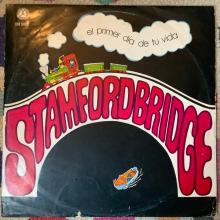 el primer día de tu vida
STAMFORDBRIDGE